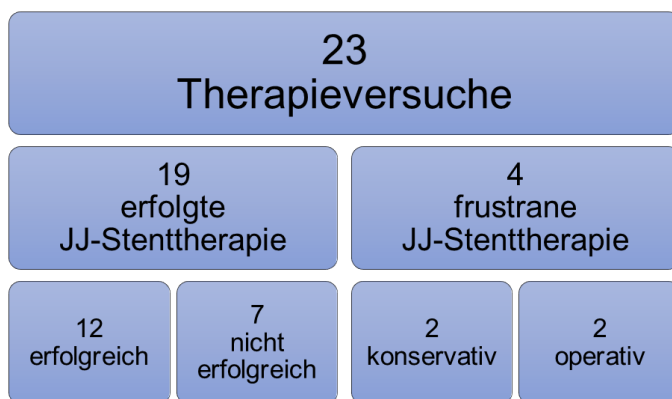 23
Therapieversuche
19
erfolgte
JJ-Stenttherapie
4
frustrane
JJ-Stenttherapie
12
erfolgreich
7
nicht
erfolgreich
2
konservativ
2
operativ